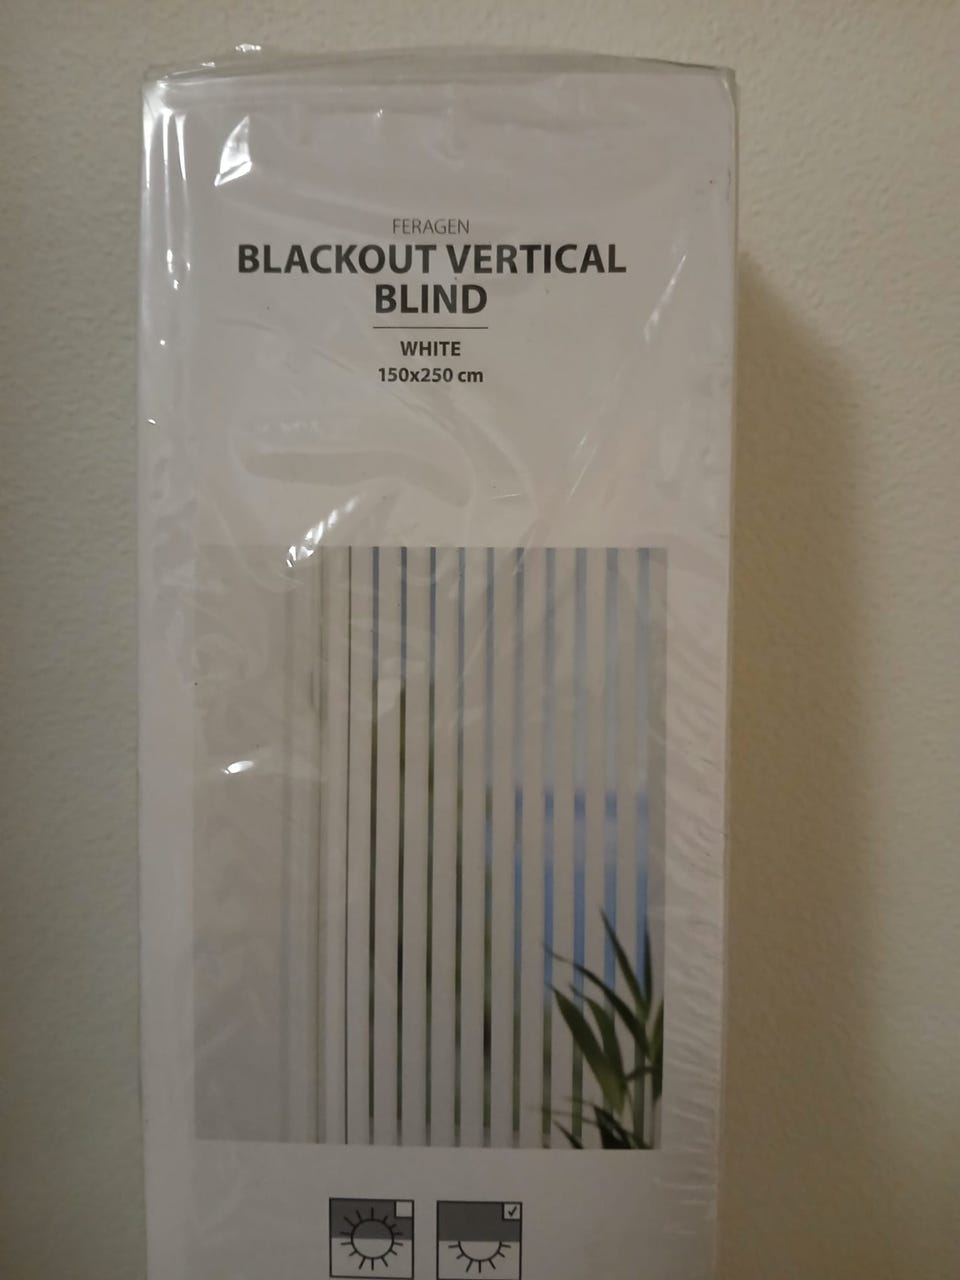 FERAGEN
BLACKOUT VERTICAL
BLIND
WHITE
150x250 cm